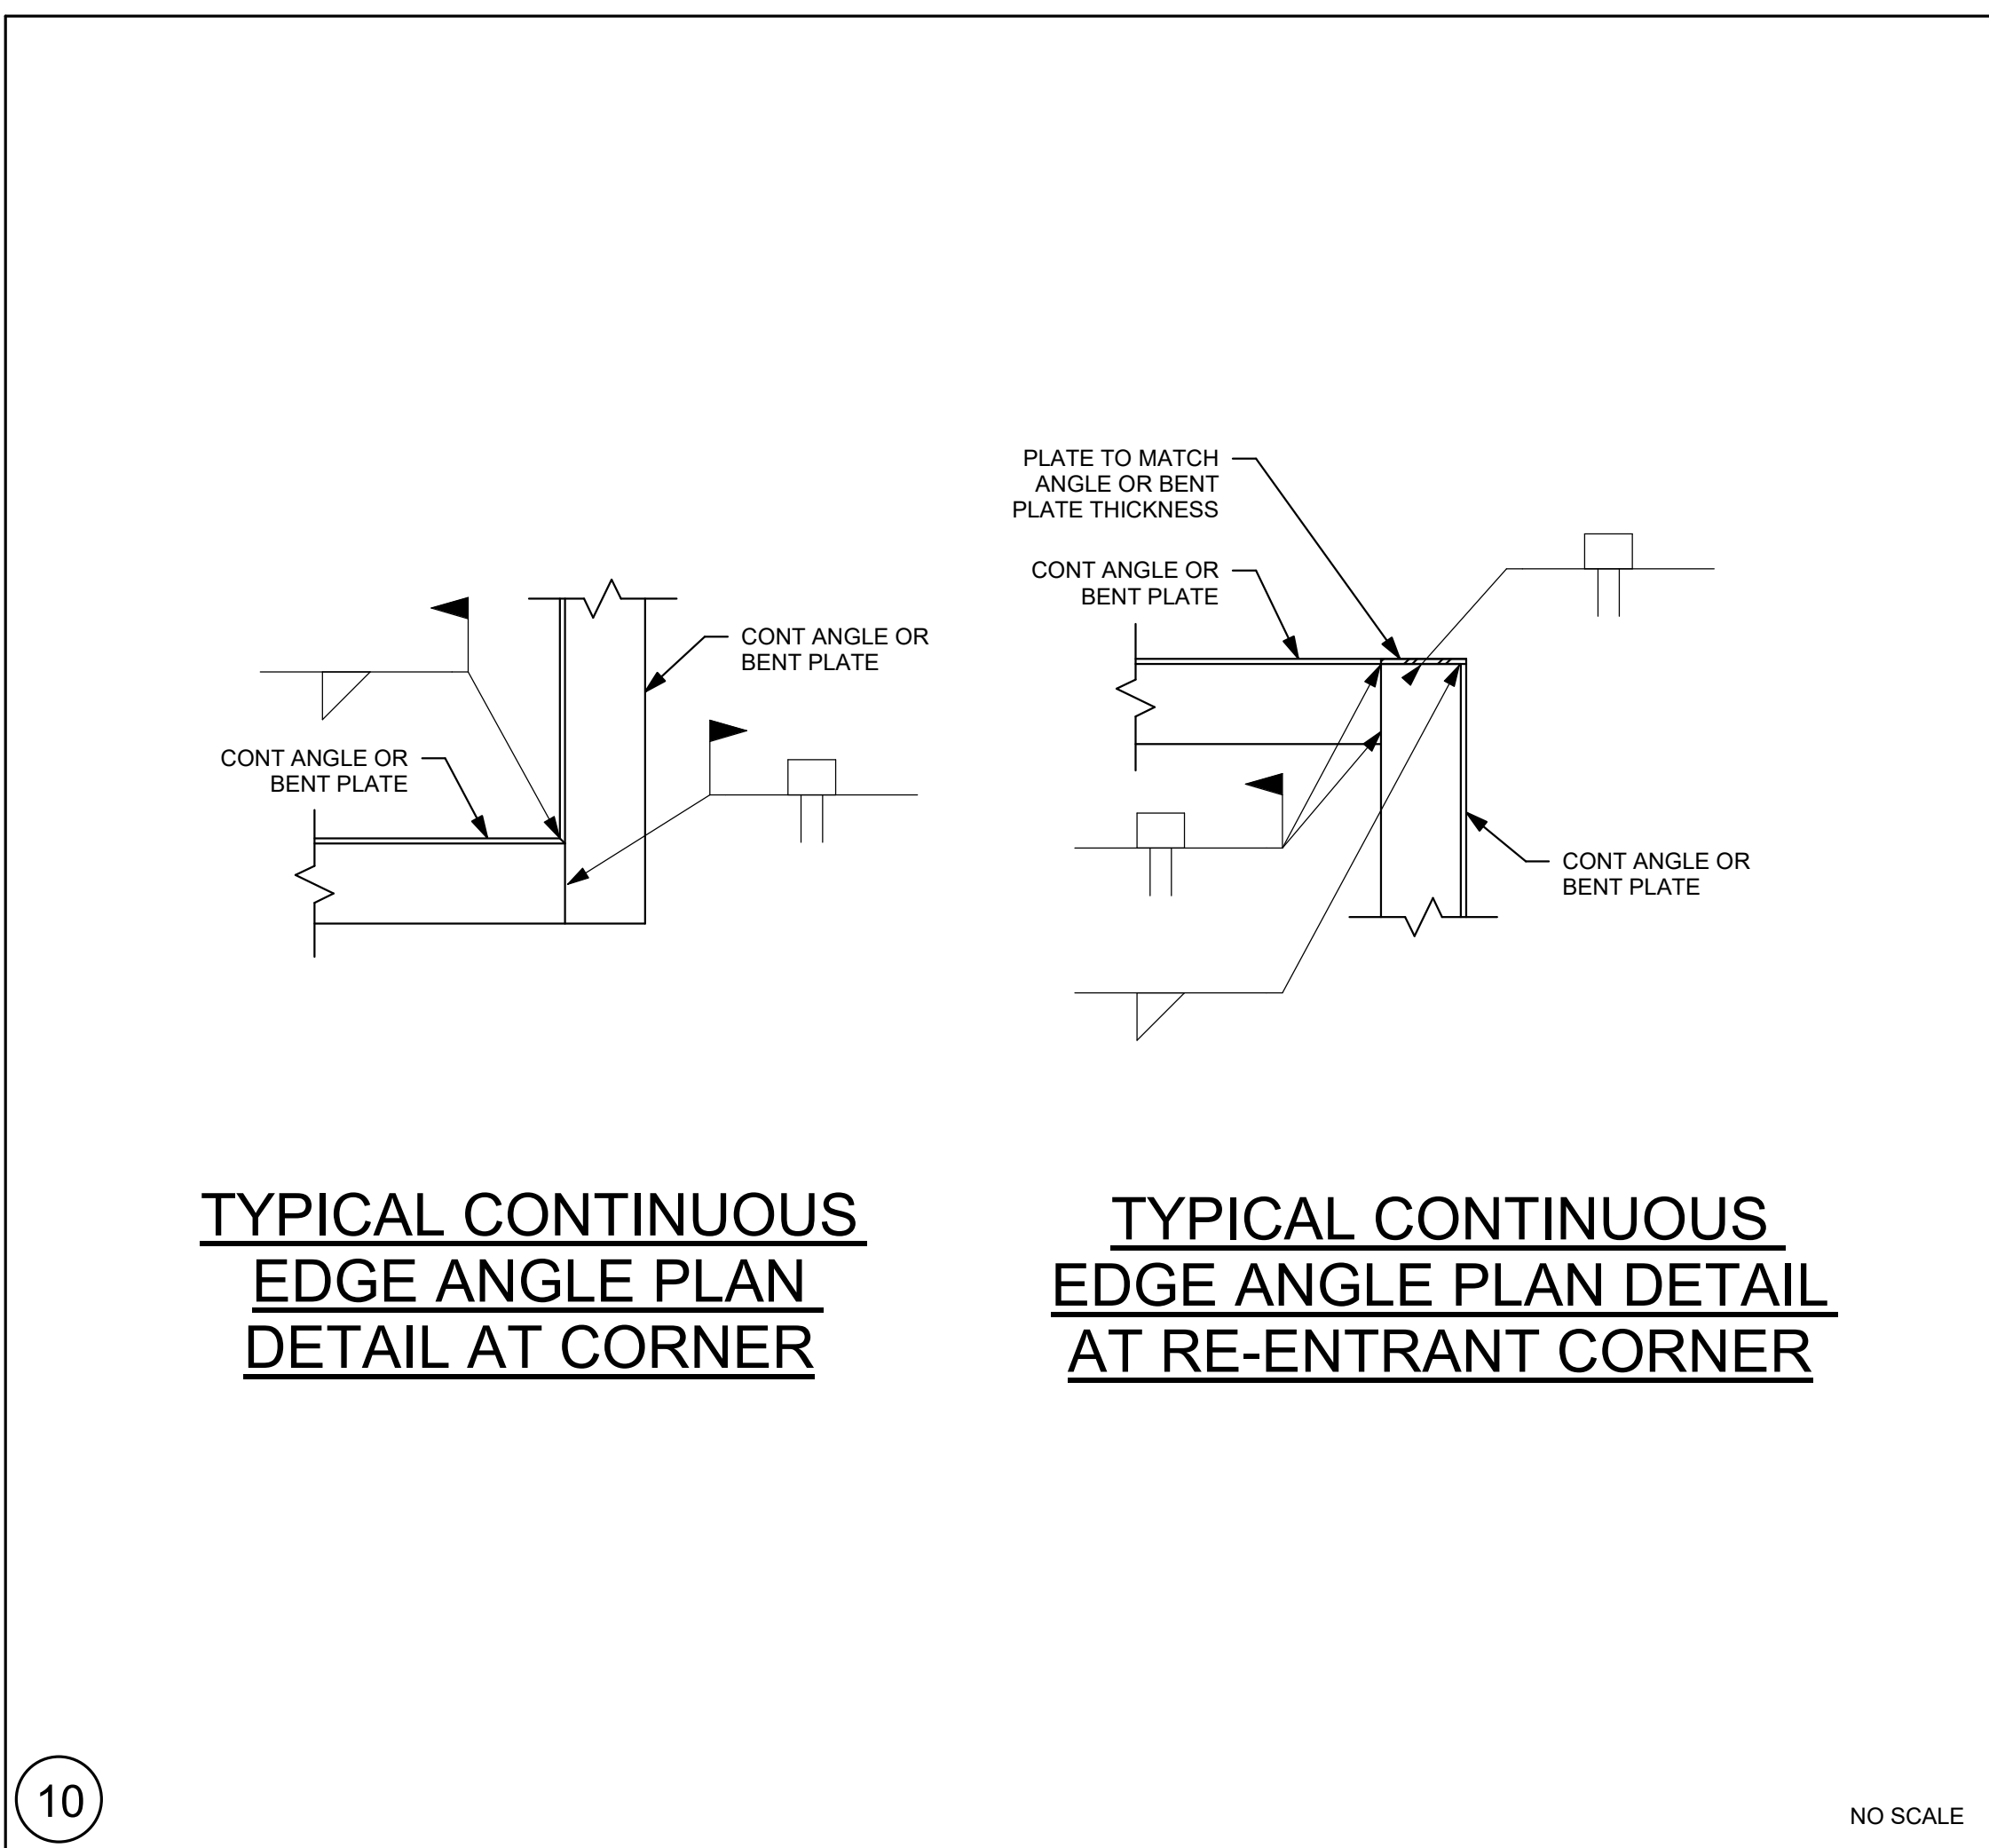 CONT ANGLE OR
BENT PLATE
CONT ANGLE OR
BENT PLATE
TYPICAL CONTINUOUS
EDGE ANGLE PLAN
DETAIL AT CORNER
PLATE TO MATCH
ANGLE OR BENT
PLATE THICKNESS
CONT ANGLE OR
BENT PLATE
CONT ANGLE OR
BENT PLATE
TYPICAL CONTINUOUS
EDGE ANGLE PLAN DETAIL
AT RE-ENTRANT CORNER
10
NO SCALE